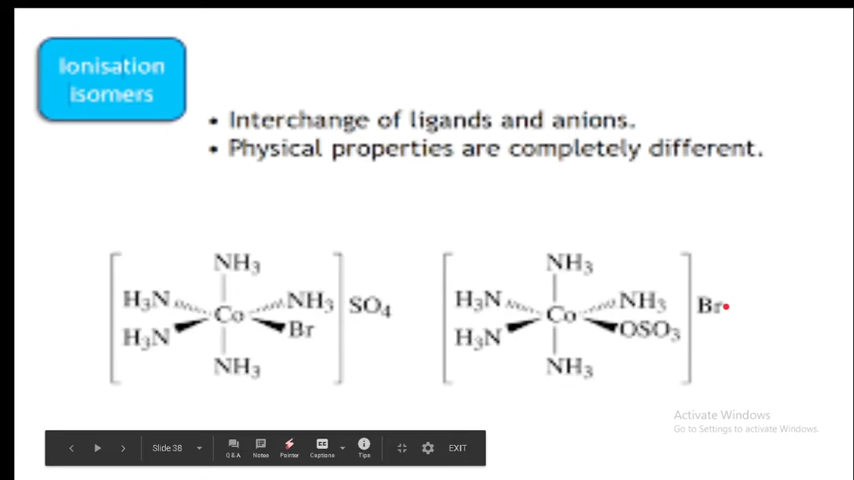 Ionisation
isomers
• Interchange of ligands and anions.
• Physical properties are completely different.
NH3 NH3
H3N NH3 H3N NH3
Co SO4 Co Br
H3N Br H3N OSO3
NH3 NH3
Activate Windows
Go to Settings to activate Windows.
Slide 38 Q & A Notes Pointer Captions Tips EXIT